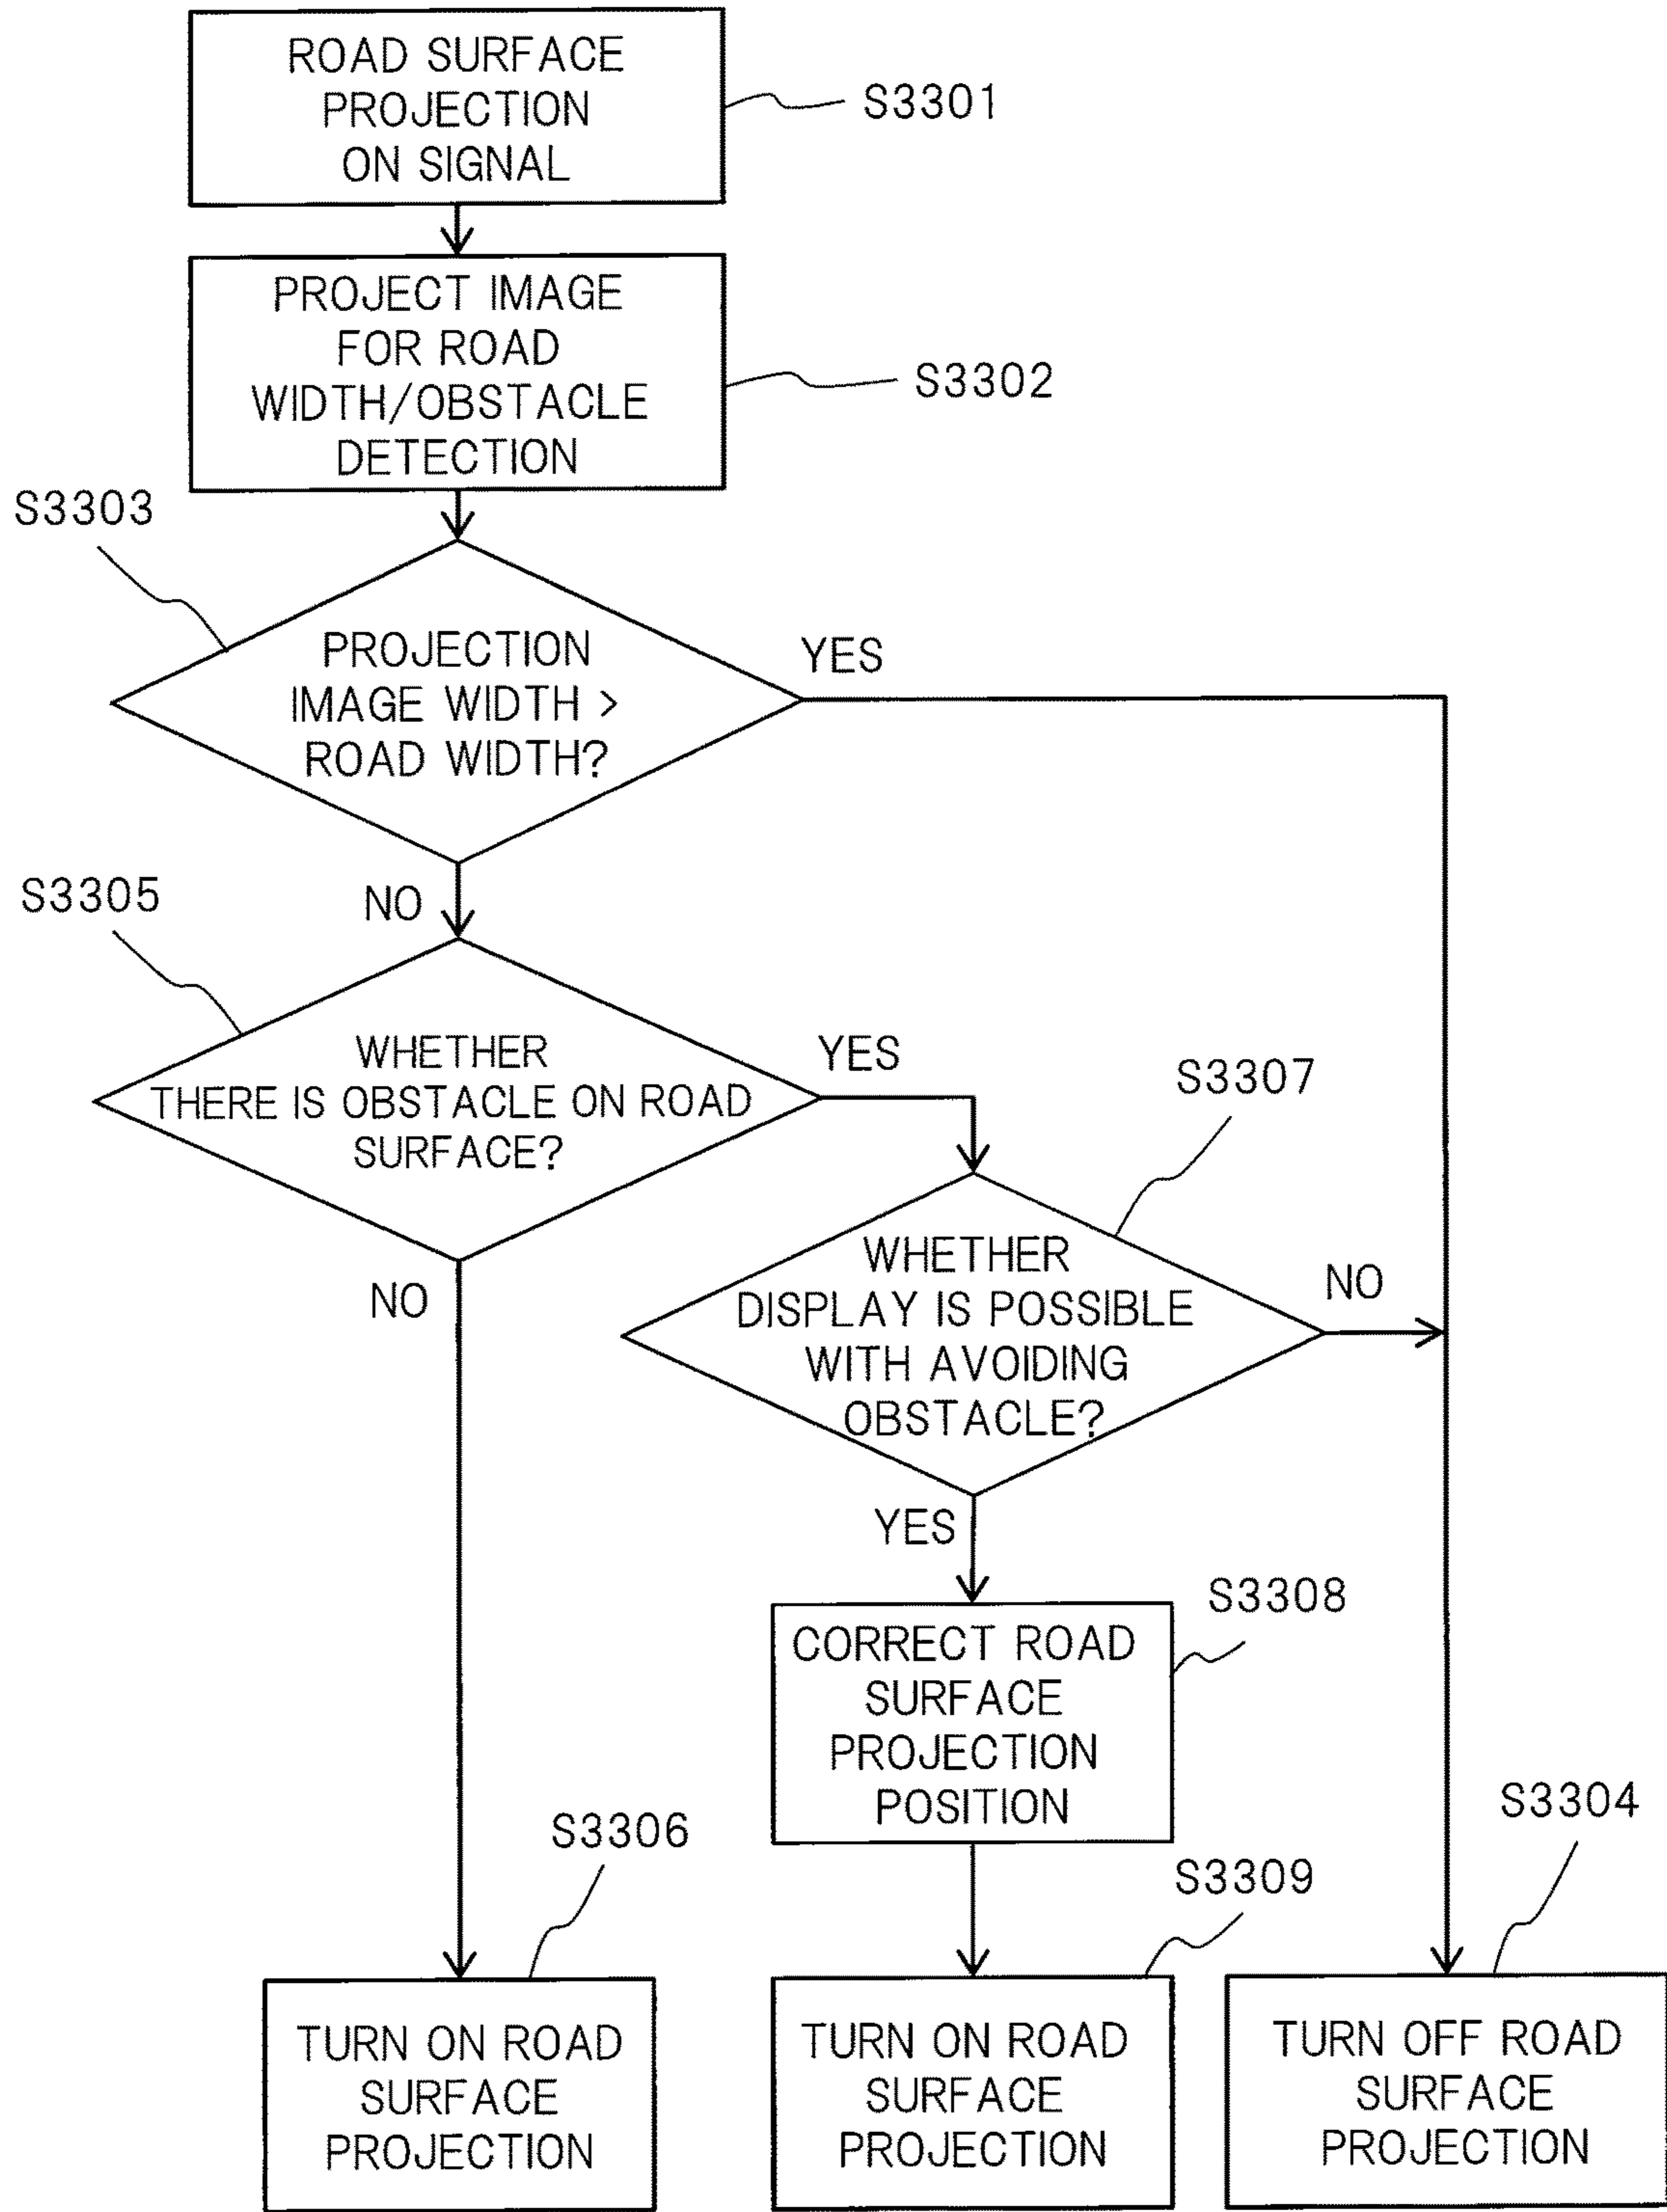 ROAD SURFACE
PROJECTION
ON SIGNAL
S3301
PROJECT IMAGE
FOR ROAD
WIDTH/OBSTACLE
DETECTION
S3302
S3303
PROJECTION
IMAGE WIDTH >
ROAD WIDTH?
YES
NO
S3305
WHETHER
THERE IS OBSTACLE ON ROAD
SURFACE?
YES
NO
S3307
WHETHER
DISPLAY IS POSSIBLE
WITH AVOIDING
OBSTACLE?
NO
YES
S3308
CORRECT ROAD
SURFACE
PROJECTION
POSITION
S3306
TURN ON ROAD
SURFACE
PROJECTION
S3309
TURN ON ROAD
SURFACE
PROJECTION
S3304
TURN OFF ROAD
SURFACE
PROJECTION